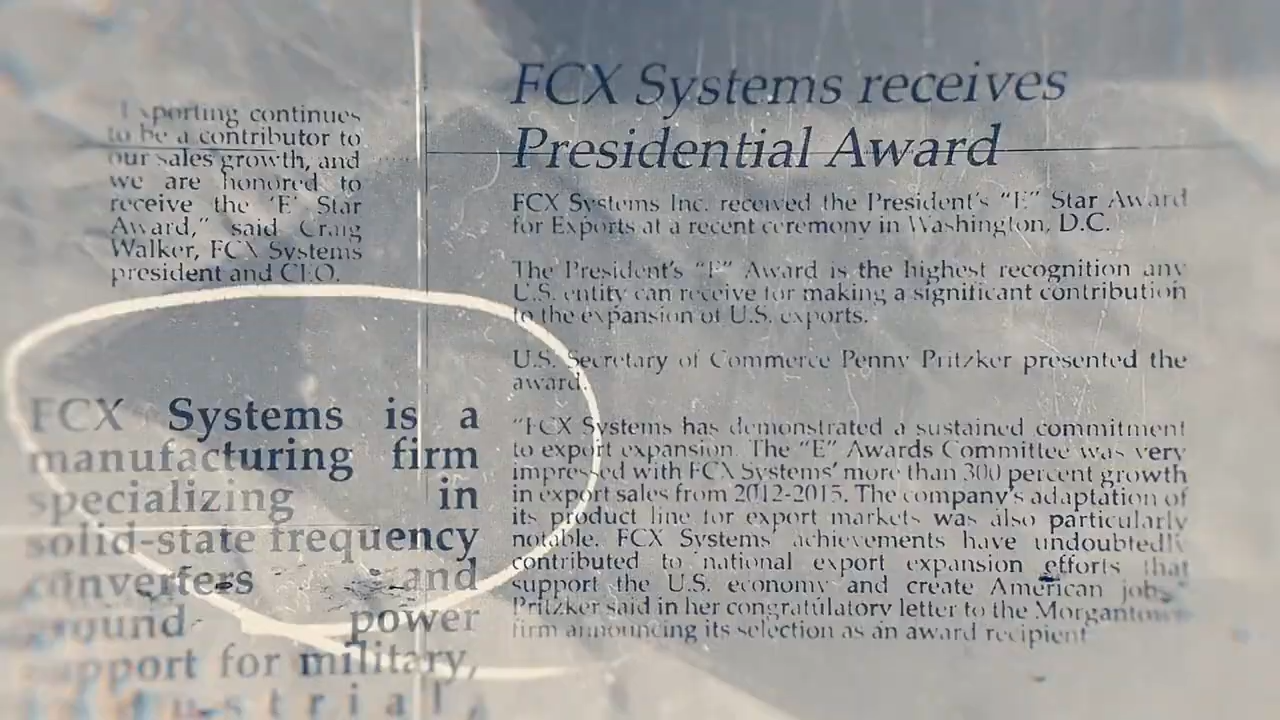 Exporting continues
to be a contributor to
our sales growth, and
we are honored to
receive the 'E' Star
Award," said Craig
Walker, FCX Systems
president and CEO.
FCX Systems is a
manufacturing firm
specializing in
solid-state frequency
converters and
ground power
support for military,
industrial,
FCX Systems receives
Presidential Award
FCX Systems Inc. received the President's "E" Star Award
for Exports at a recent ceremony in Washington, D.C.
The President's "E" Award is the highest recognition any
U.S. entity can receive for making a significant contribution
to the expansion of U.S. exports.
U.S. Secretary of Commerce Penny Pritzker presented the
award.
"FCX Systems has demonstrated a sustained commitment
to export expansion. The "E" Awards Committee was very
impressed with FCX Systems' more than 300 percent growth
in export sales from 2012-2015. The company's adaptation of
its product line for export markets was also particularly
notable. FCX Systems' achievements have undoubtedly
contributed to national export expansion efforts that
support the U.S. economy and create American jobs,"
Pritzker said in her congratulatory letter to the Morgantown
firm announcing its selection as an award recipient